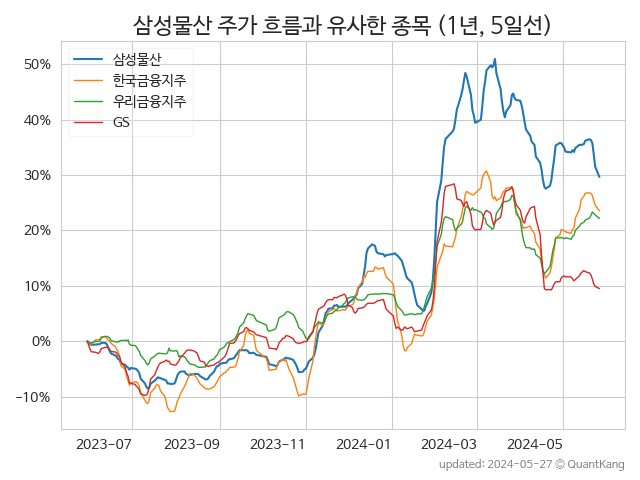 삼성물산 주가 흐름과 유사한 종목 (1년, 5일선)
삼성물산
한국금융지주
우리금융지주
GS
50%
40%
30%
20%
10%
0%
−10%
2023-07
2023-09
2023-11
2024-01
2024-03
2024-05
updated: 2024-05-27 © QuantKang